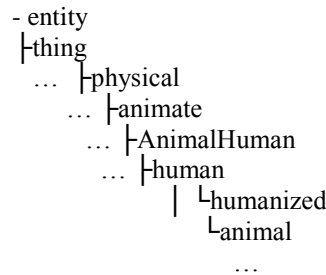 - entity
├thing
… ├physical
… ├animate
… ├AnimalHuman
… ├human
│ └humanized
└animal
…